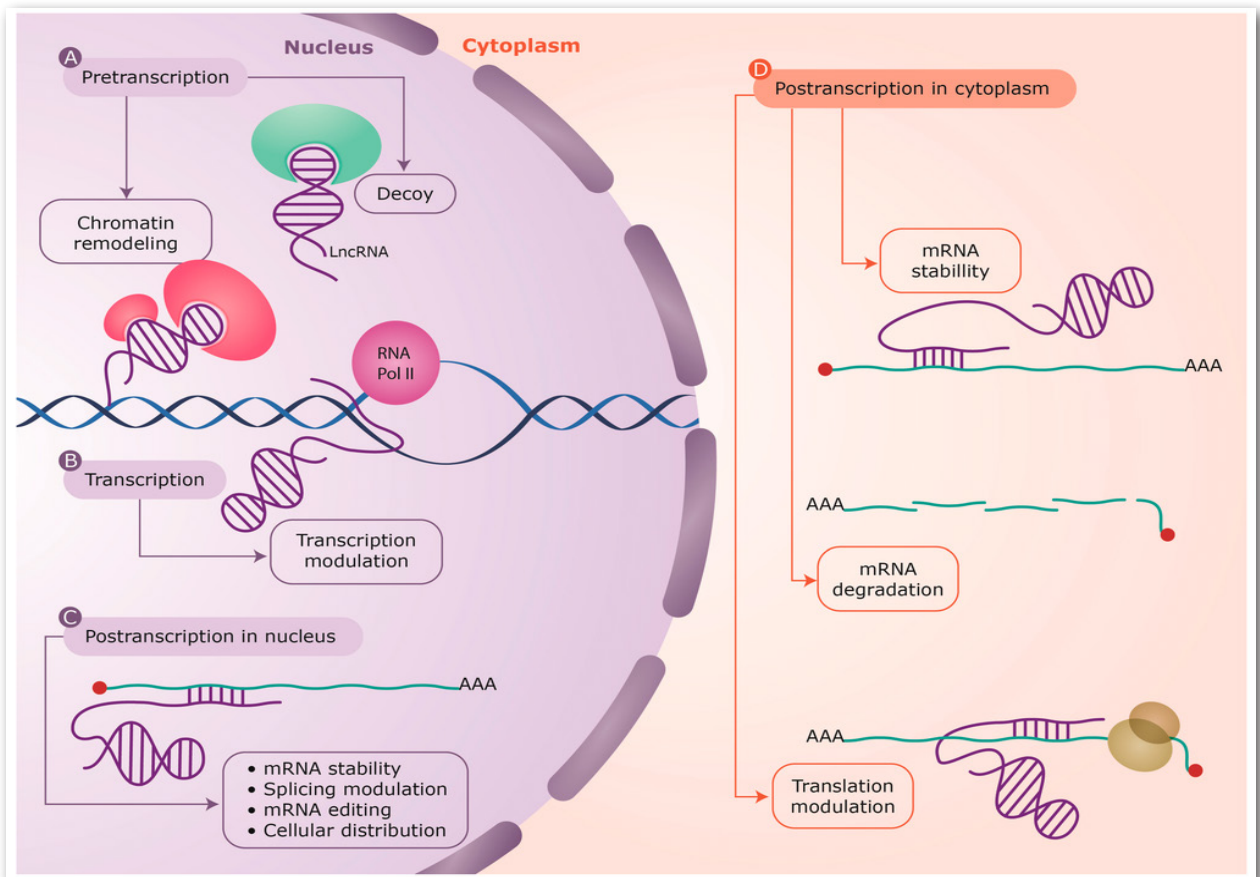 Nucleus
Cytoplasm
A
Pretranscription
Decoy
Chromatin
remodeling
LncRNA
RNA
Pol II
B
Transcription
Transcription
modulation
C
Postranscription in nucleus
AAA
• mRNA stability
• Splicing modulation
• mRNA editing
• Cellular distribution
D
Postranscription in cytoplasm
mRNA
stabillity
AAA
AAA
mRNA
degradation
AAA
Translation
modulation